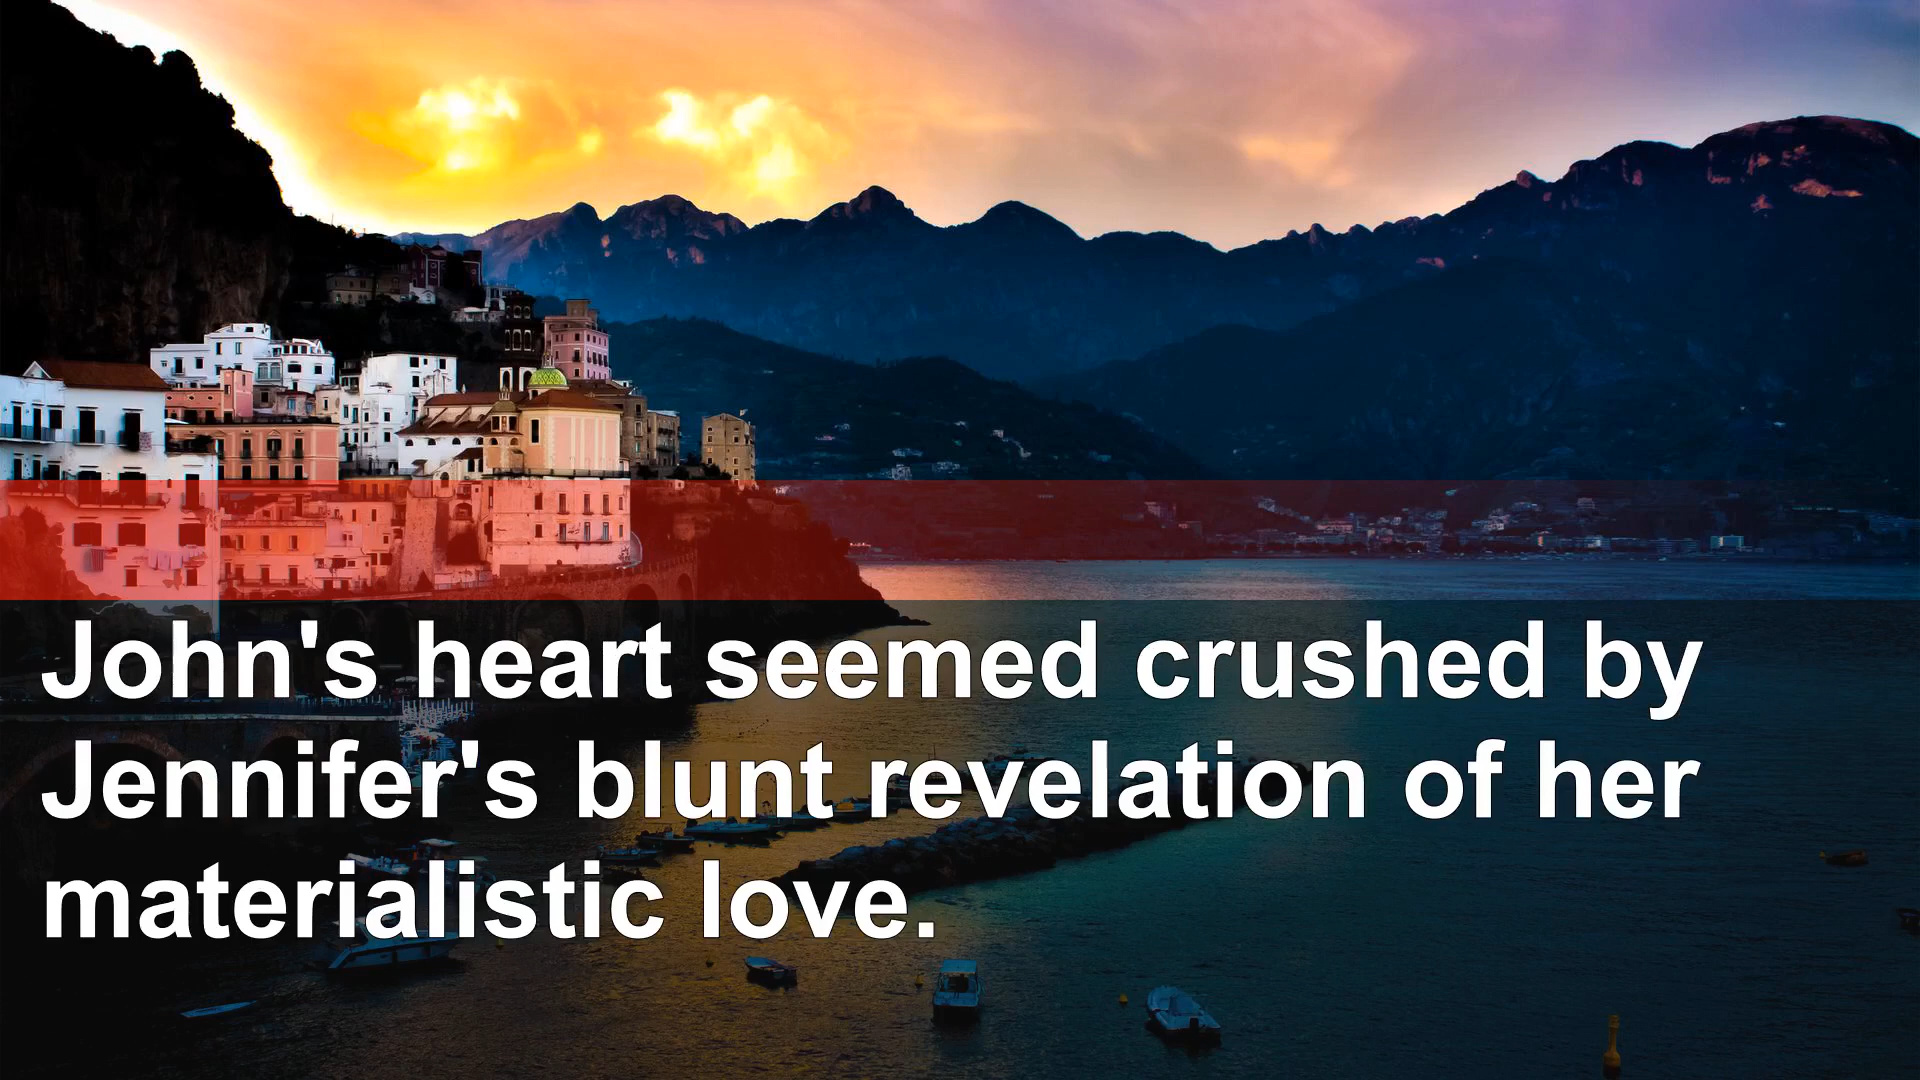 John's heart seemed crushed by
Jennifer's blunt revelation of her
materialistic love.